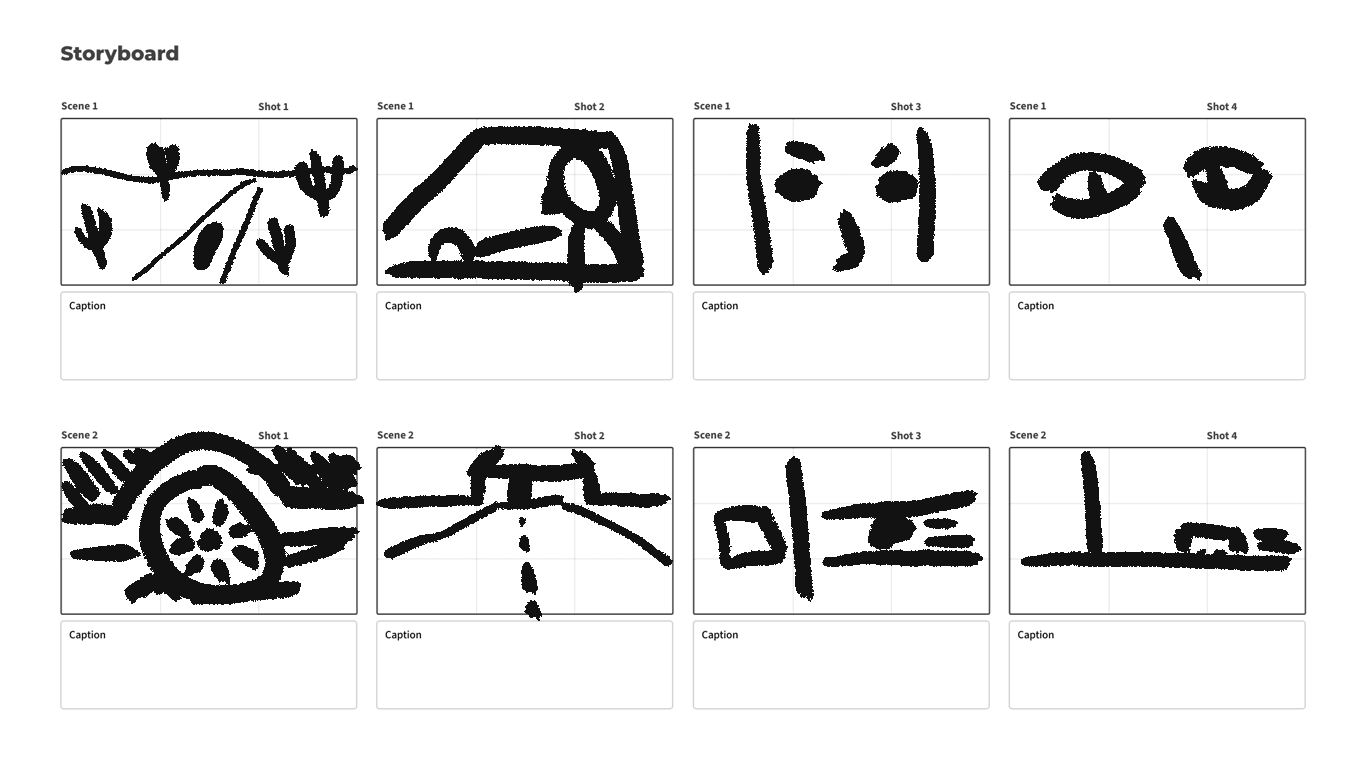 Storyboard
Scene 1 Shot 1
Scene 1 Shot 2
Scene 1 Shot 3
Scene 1 Shot 4
Caption
Caption
Caption
Caption
Scene 2 Shot 1
Scene 2 Shot 2
Scene 2 Shot 3
Scene 2 Shot 4
Caption
Caption
Caption
Caption